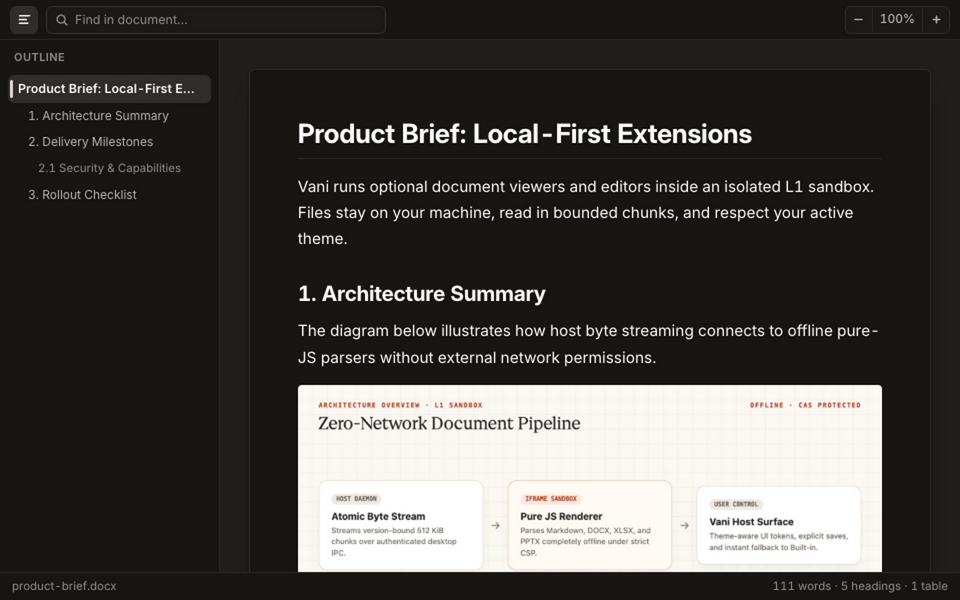 Find in document...
100%
OUTLINE
Product Brief: Local-First E...
1. Architecture Summary
2. Delivery Milestones
2.1 Security & Capabilities
3. Rollout Checklist
Product Brief: Local-First Extensions
Vani runs optional document viewers and editors inside an isolated L1 sandbox.
Files stay on your machine, read in bounded chunks, and respect your active
theme.
1. Architecture Summary
The diagram below illustrates how host byte streaming connects to offline pure-
JS parsers without external network permissions.
ARCHITECTURE OVERVIEW · L1 SANDBOX
OFFLINE · CAS PROTECTED
Zero-Network Document Pipeline
HOST DAEMON
Atomic Byte Stream
Streams version-bound 512 KiB
chunks over authenticated desktop
IPC.
IFRAME SANDBOX
Pure JS Renderer
Parses Markdown, DOCX, XLSX, and
PPTX completely offline under strict
CSP.
USER CONTROL
Vani Host Surface
Theme-aware UI tokens, explicit saves,
and instant fallback to Built-in.
product-brief.docx
111 words · 5 headings · 1 table